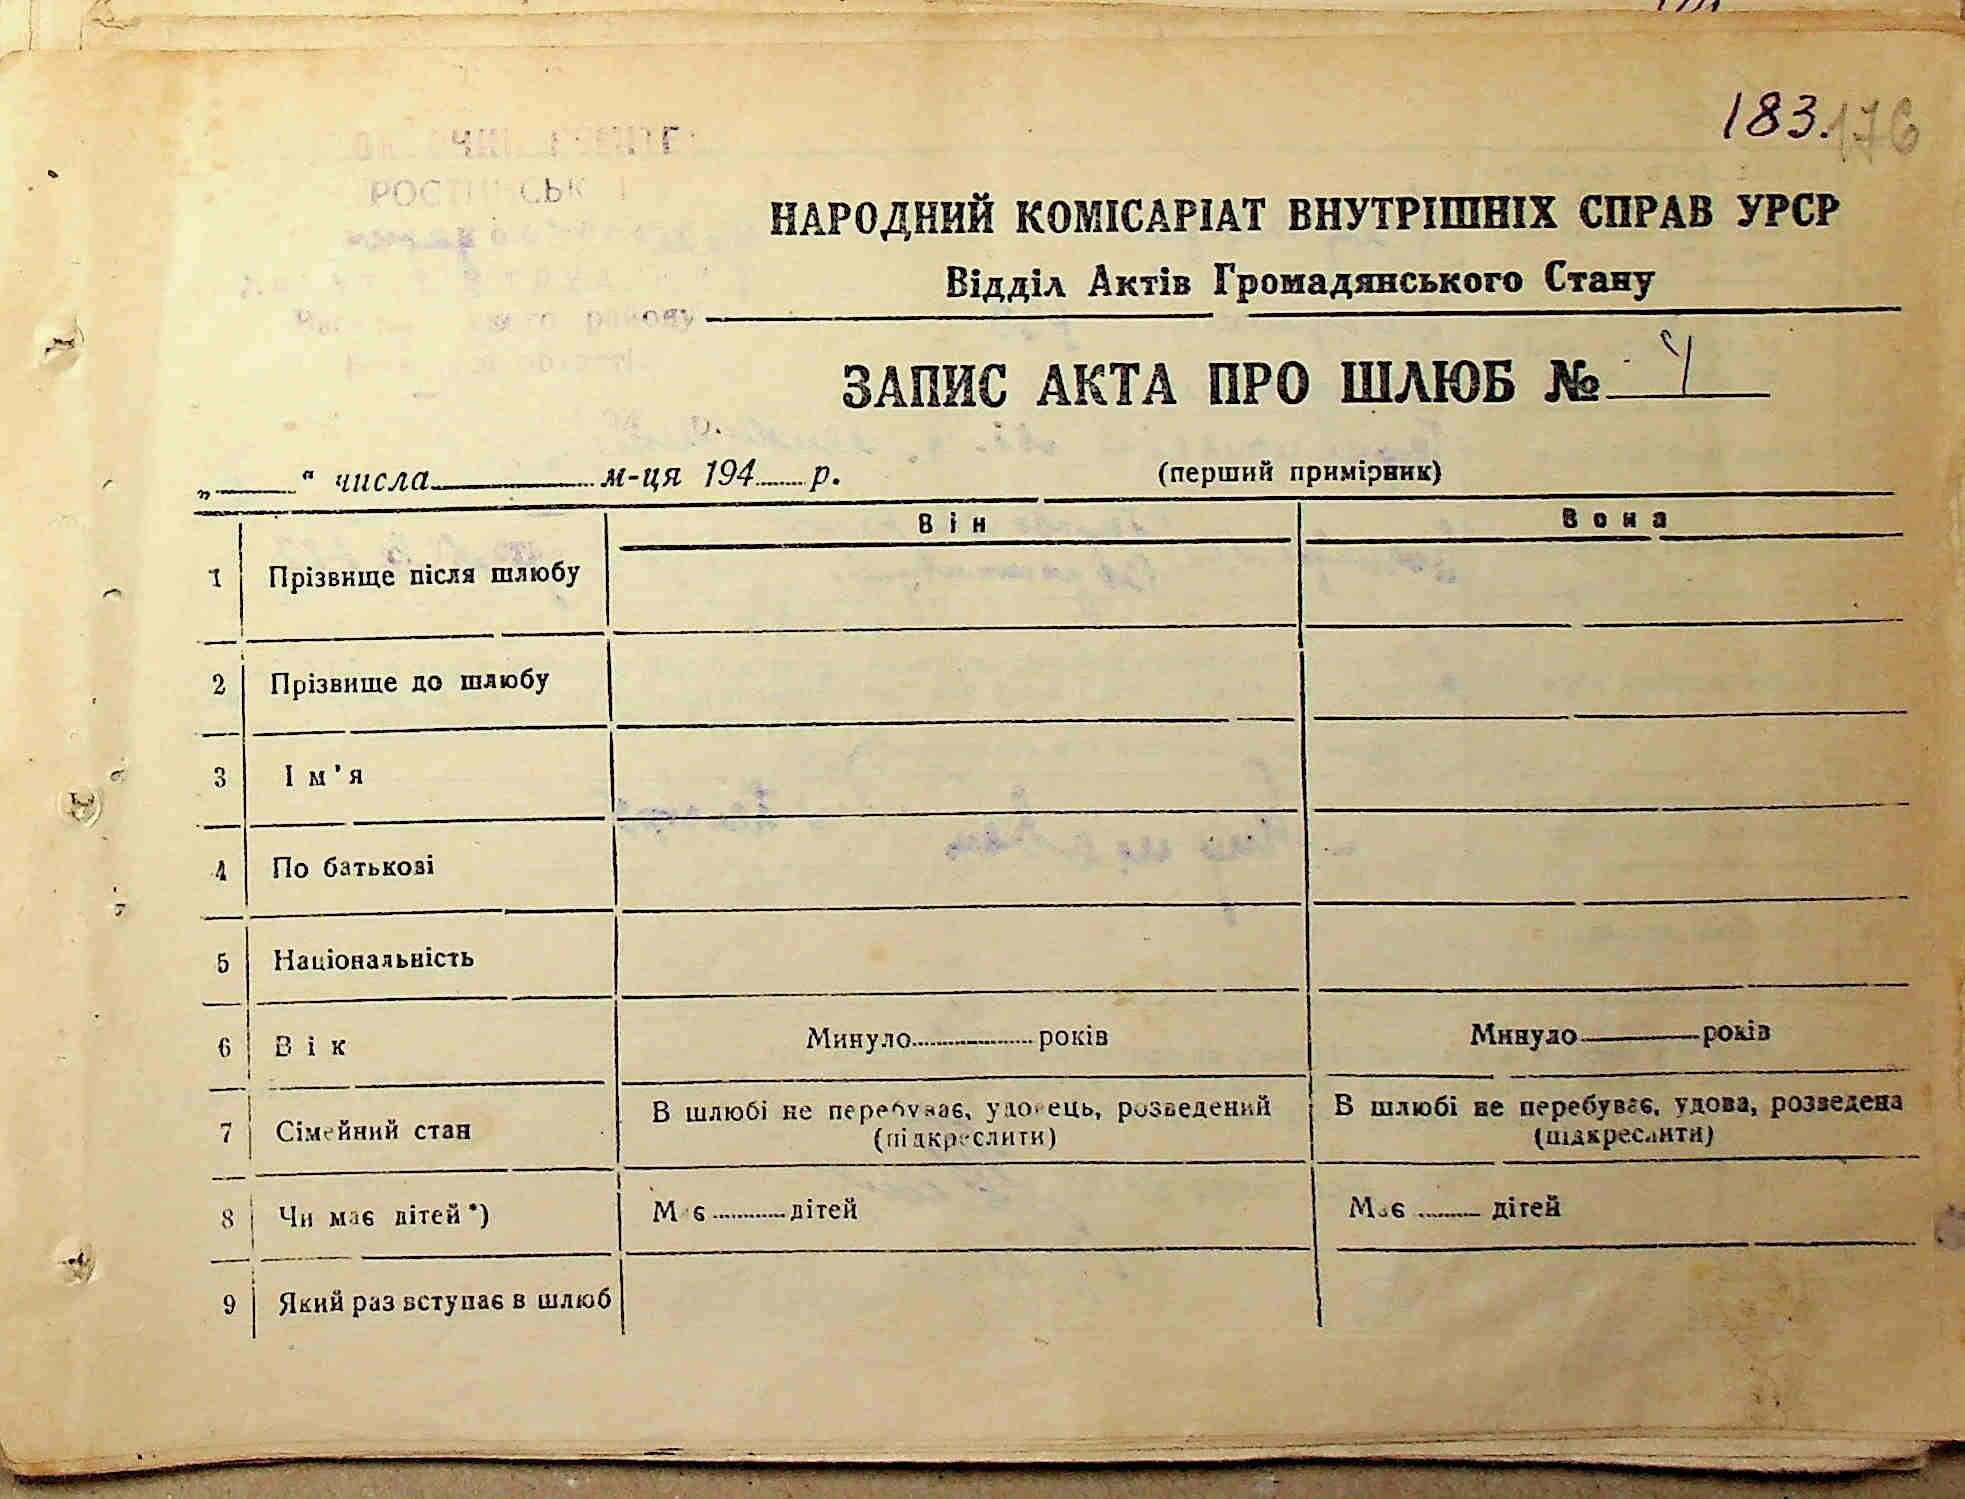 183. 176
НАРОДНИЙ КОМІСАРІАТ ВНУТРІШНІХ СПРАВ УРСР
Відділ Актів Громадянського Стану
ЗАПИС АКТА ПРО ШЛЮБ № 4
„ " числа м-ця 194 р. (перший примірник)
Він Вона
1 Прізвище після шлюбу
2 Прізвище до шлюбу
3 Ім'я
4 По батькові
5 Національність
6 Вік Минуло років Минуло років
7 Сімейний стан В шлюбі не перебуває, удовець, розведений (підкреслити) В шлюбі не перебуває, удова, розведена (підкреслити)
8 Чи має дітей *) Має дітей Має дітей
9 Який раз вступає в шлюб